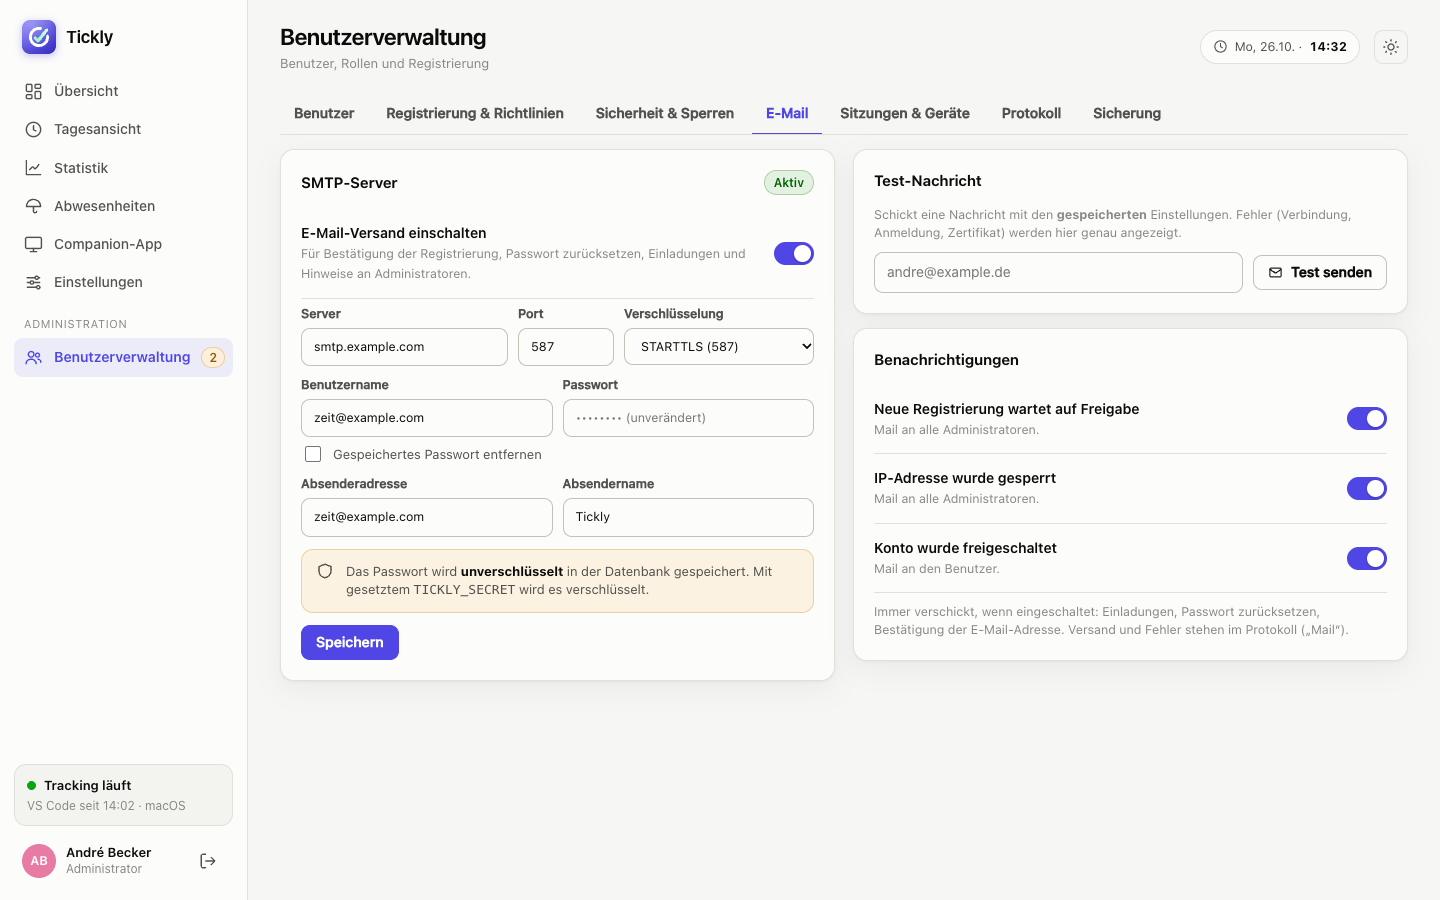 Tickly
Übersicht
Tagesansicht
Statistik
Abwesenheiten
Companion-App
Einstellungen
ADMINISTRATION
Benutzerverwaltung 2
Tracking läuft
VS Code seit 14:02 · macOS
AB
André Becker
Administrator
Benutzerverwaltung
Benutzer, Rollen und Registrierung
Mo, 26.10. · 14:32
Benutzer Registrierung & Richtlinien Sicherheit & Sperren E-Mail Sitzungen & Geräte Protokoll Sicherung
SMTP-Server Aktiv
E-Mail-Versand einschalten
Für Bestätigung der Registrierung, Passwort zurücksetzen, Einladungen und
Hinweise an Administratoren.
Server Port Verschlüsselung
smtp.example.com 587 STARTTLS (587)
Benutzername Passwort
zeit@example.com •••••••• (unverändert)
Gespeichertes Passwort entfernen
Absenderadresse Absendername
zeit@example.com Tickly
Das Passwort wird unverschlüsselt in der Datenbank gespeichert. Mit
gesetztem TICKLY_SECRET wird es verschlüsselt.
Speichern
Test-Nachricht
Schickt eine Nachricht mit den gespeicherten Einstellungen. Fehler (Verbindung,
Anmeldung, Zertifikat) werden hier genau angezeigt.
andre@example.de Test senden
Benachrichtigungen
Neue Registrierung wartet auf Freigabe
Mail an alle Administratoren.
IP-Adresse wurde gesperrt
Mail an alle Administratoren.
Konto wurde freigeschaltet
Mail an den Benutzer.
Immer verschickt, wenn eingeschaltet: Einladungen, Passwort zurücksetzen,
Bestätigung der E-Mail-Adresse. Versand und Fehler stehen im Protokoll („Mail“).